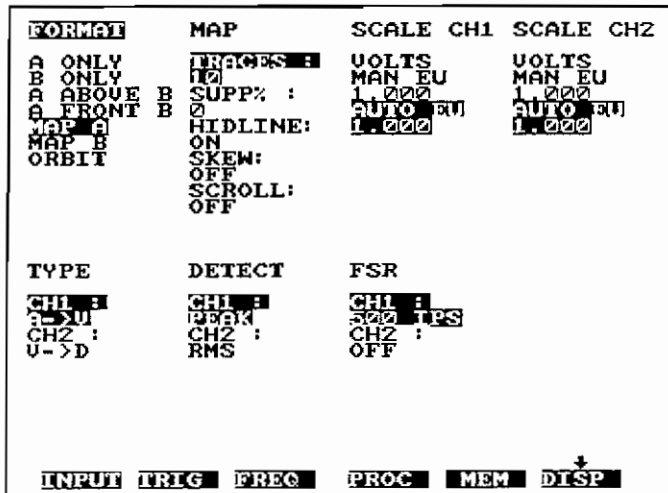 FORMAT MAP SCALE CH1 SCALE CH2
A ONLY
B ONLY
A ABOVE B
A FRONT B
MAP A
MAP B
ORBIT
TRACES :
10
SUPP% :
0
HIDLINE:
ON
SKEW:
OFF
SCROLL:
OFF
VOLTS
MAN EU
1.000
AUTO EU
1.000
VOLTS
MAN EU
1.000
AUTO EU
1.000
TYPE DETECT FSR
CH1 :
A->V
CH2 :
V->D
CH1 :
PEAK
CH2 :
RMS
CH1 :
500 IPS
CH2 :
OFF
INPUT TRIG FREQ PROC MEM DISP